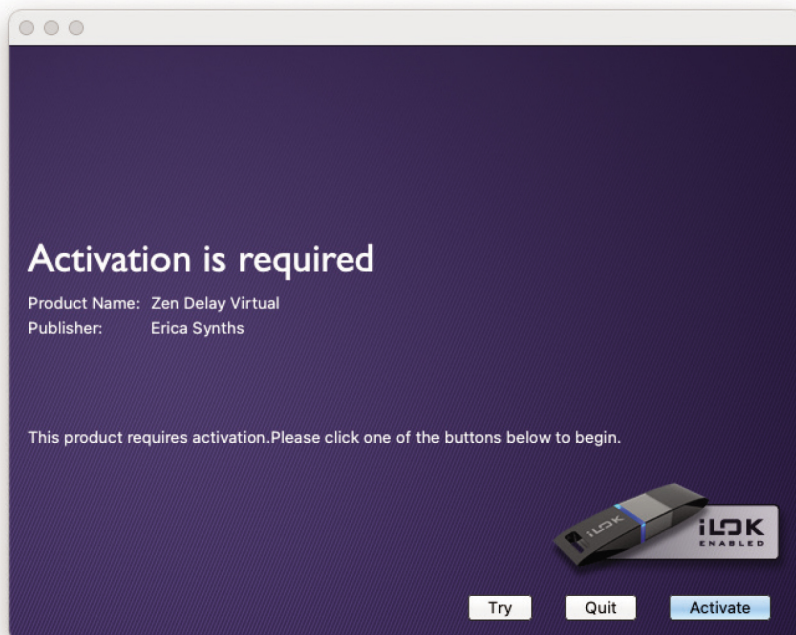 Activation is required
Product Name: Zen Delay Virtual
Publisher: Erica Synths
This product requires activation.Please click one of the buttons below to begin.
iLOK
iLOK
ENABLED
Try Quit Activate